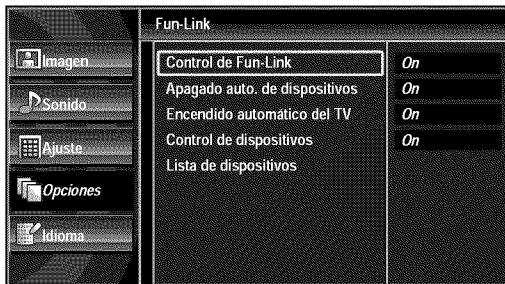 Fun-Link
Imagen
Sonido
Ajuste
Opciones
Idioma
Control de Fun-Link On
Apagado auto. de dispositivos On
Encendido automático del TV On
Control de dispositivos On
Lista de dispositivos